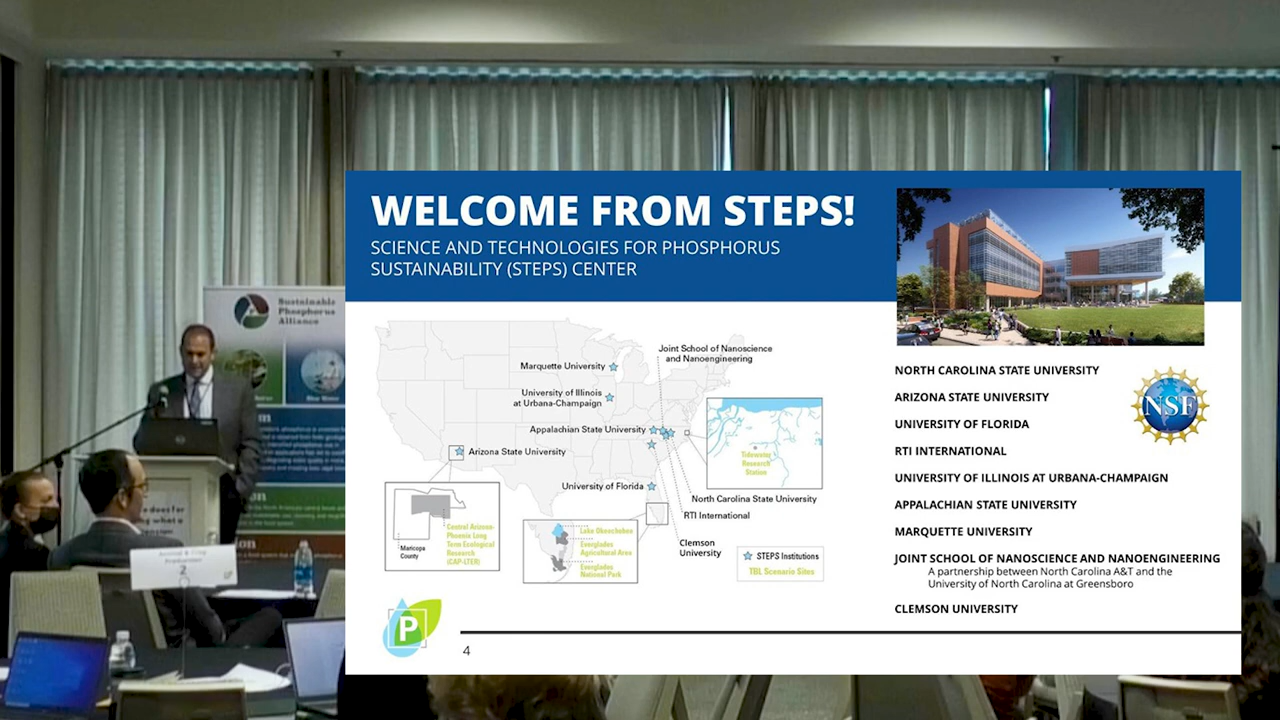 WELCOME FROM STEPS!
SCIENCE AND TECHNOLOGIES FOR PHOSPHORUS
SUSTAINABILITY (STEPS) CENTER
Joint School of Nanoscience
and Nanoengineering
Marquette University
University of Illinois
at Urbana-Champaign
Appalachian State University
Arizona State University
University of Florida
Tidewater
Research
Station
North Carolina State University
RTI International
Clemson
University
Maricopa
County
Central Arizona-
Phoenix Long
Term Ecological
Research
(CAP-LTER)
Lake Okeechobee
Everglades
Agricultural Area
Everglades
National Park
STEPS Institutions
TBL Scenario Sites
NORTH CAROLINA STATE UNIVERSITY
ARIZONA STATE UNIVERSITY
UNIVERSITY OF FLORIDA
RTI INTERNATIONAL
UNIVERSITY OF ILLINOIS AT URBANA-CHAMPAIGN
APPALACHIAN STATE UNIVERSITY
MARQUETTE UNIVERSITY
JOINT SCHOOL OF NANOSCIENCE AND NANOENGINEERING
A partnership between North Carolina A&T and the
University of North Carolina at Greensboro
CLEMSON UNIVERSITY
NSF
P
4
Sustainable
Phosphorus
Alliance
2